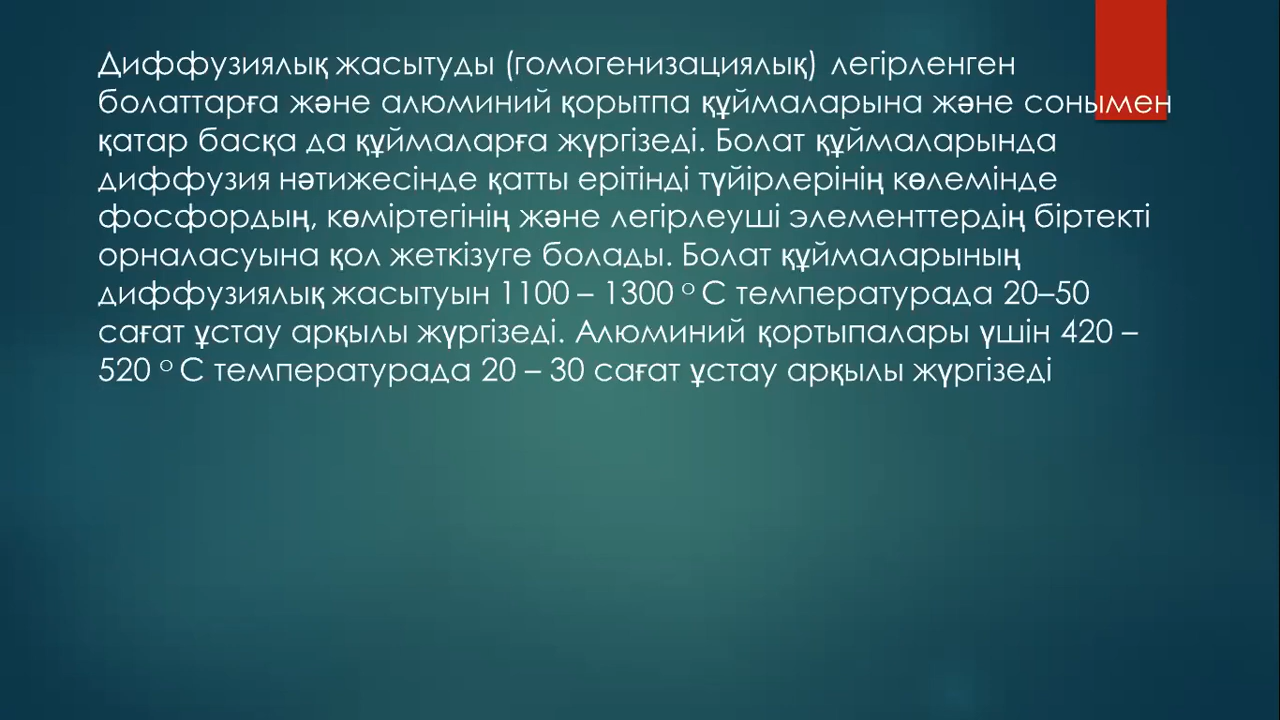 Диффузиялық жасытуды (гомогенизациялық) легірленген
болаттарға және алюминий қорытпа құймаларына және сонымен
қатар басқа да құймаларға жүргізеді. Болат құймаларында
диффузия нәтижесінде қатты ерітінді түйірлерінің көлемінде
фосфордың, көміртегінің және легірлеуші элементтердің біртекті
орналасуына қол жеткізуге болады. Болат құймаларының
диффузиялық жасытуын 1100 – 1300 º С температурада 20–50
сағат ұстау арқылы жүргізеді. Алюминий қортыпалары үшін 420 –
520 º С температурада 20 – 30 сағат ұстау арқылы жүргізеді